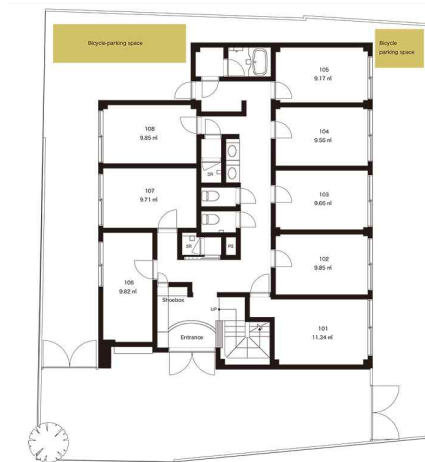 Bicycle-parking space
Bicycle
parking space
105
9.17 ㎡
108
9.85 ㎡
104
9.56 ㎡
SR
107
9.71 ㎡
103
9.66 ㎡
SR
PS
102
9.85 ㎡
106
9.82 ㎡
Shoebox
UP
101
11.34 ㎡
Entrance